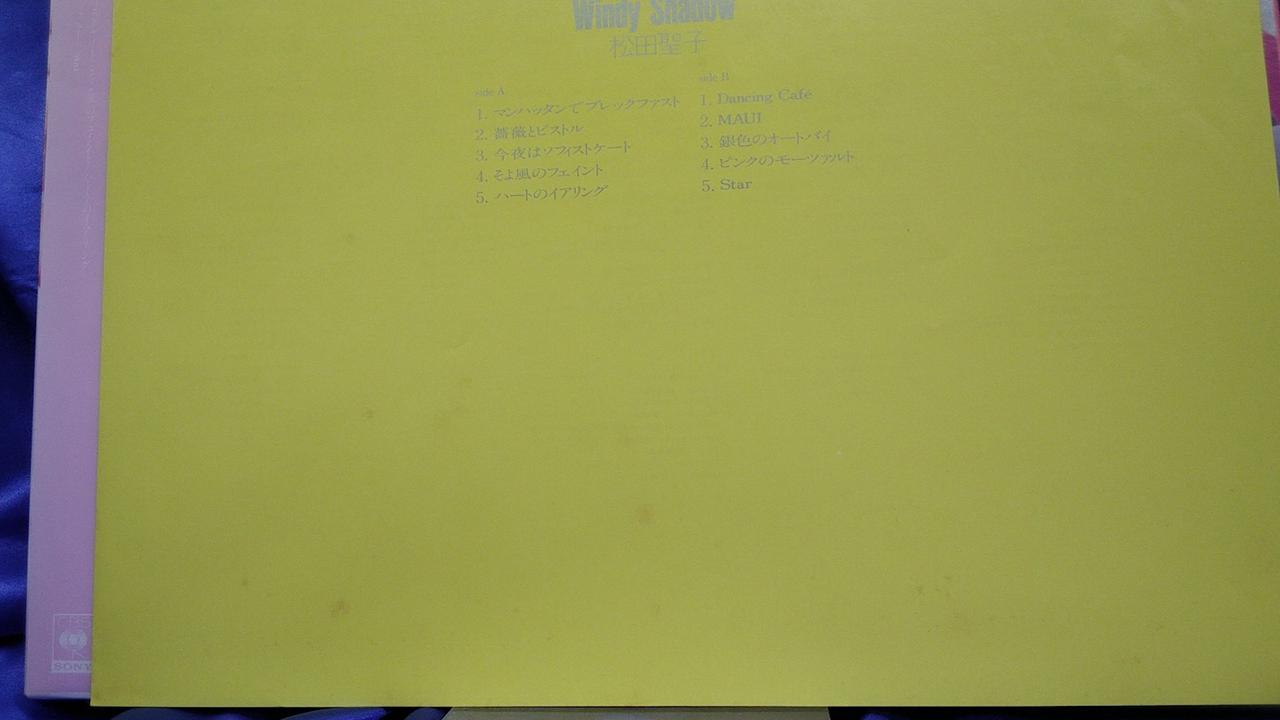 Windy Shadow
松田聖子
side A
1. マンハッタンでブレックファスト
2. 薔薇とピストル
3. 今夜はソフィストケート
4. そよ風のフェイント
5. ハートのイアリング
side B
1. Dancing Café
2. MAUI
3. 銀色のオートバイ
4. ピンクのモーツァルト
5. Star
CBS
SONY